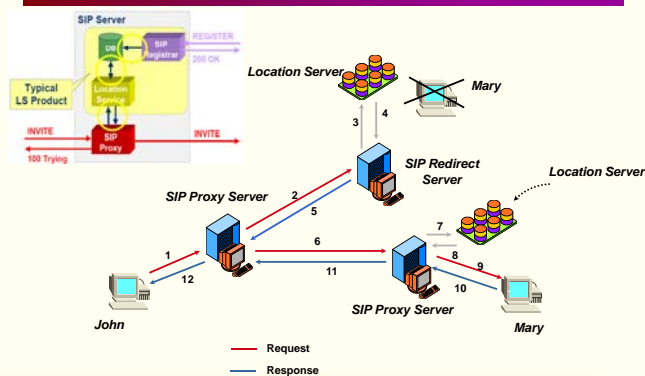 SIP Server
DB
SIP
Registrar
REGISTER
200 OK
Typical
LS Product
Location
Service
INVITE
SIP
Proxy
INVITE
100 Trying
Location Server
Mary
3
4
SIP Redirect
Server
SIP Proxy Server
2
5
Location Server
7
8
6
11
9
10
1
12
John
SIP Proxy Server
Mary
Request
Response